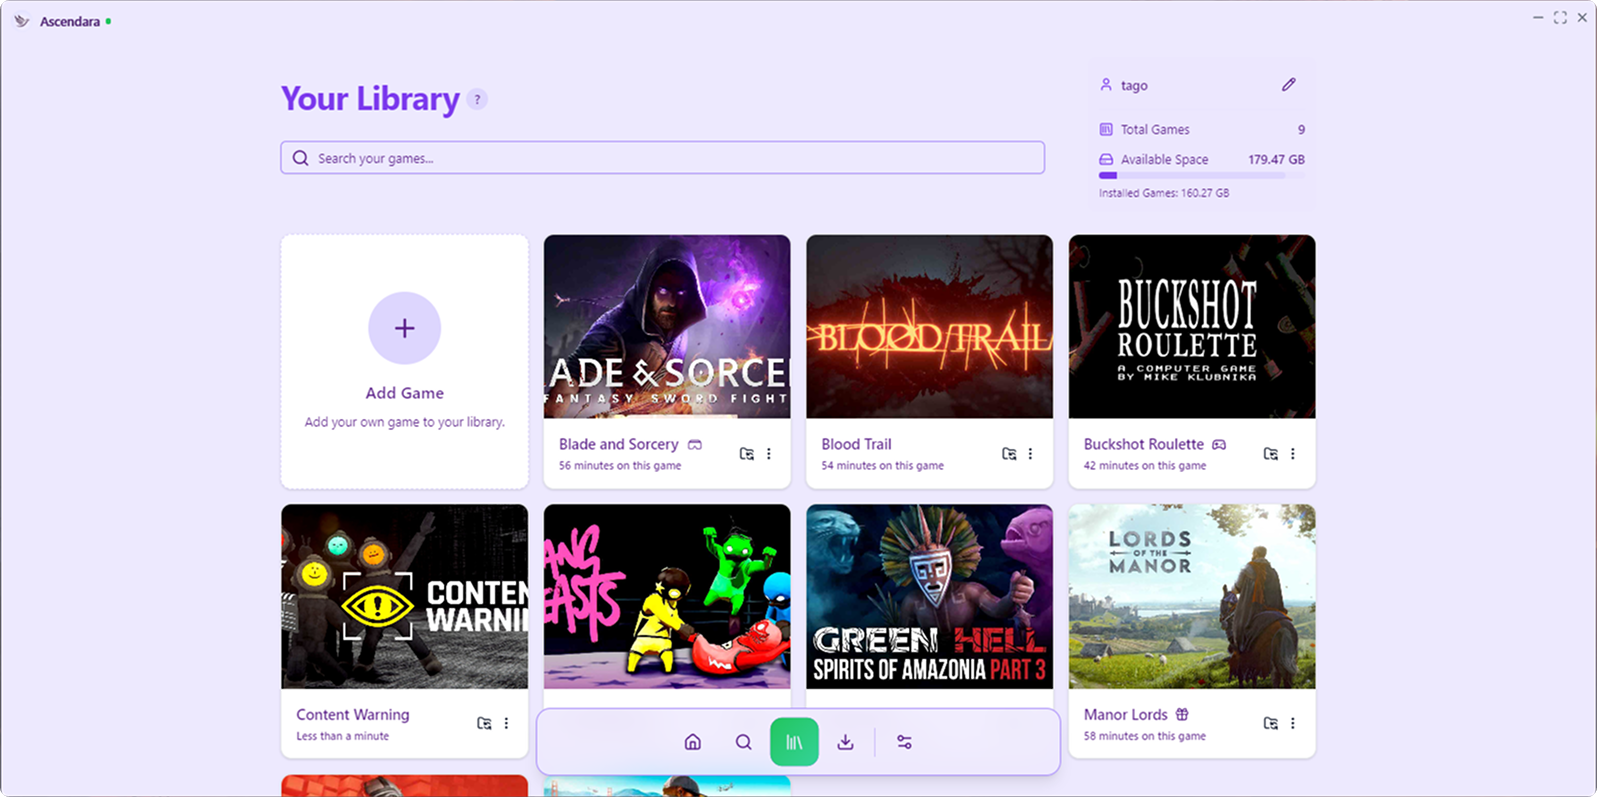 Ascendara
Your Library ?
Search your games...
tago
Total Games 9
Available Space 179.47 GB
Installed Games: 160.27 GB
Add Game
Add your own game to your library.
ADE & SORCE
FANTASY SWORD FIGHT
Blade and Sorcery
56 minutes on this game
BLOOD TRAIL
Blood Trail
54 minutes on this game
BUCKSHOT
ROULETTE
A COMPUTER GAME
BY MIKE KLUBNIKA
Buckshot Roulette
42 minutes on this game
CONTEN
WARNIN
Content Warning
Less than a minute
ANG
EASTS
GREEN HELL
SPIRITS OF AMAZONIA PART 3
LORDS
OF THE
MANOR
Manor Lords
58 minutes on this game